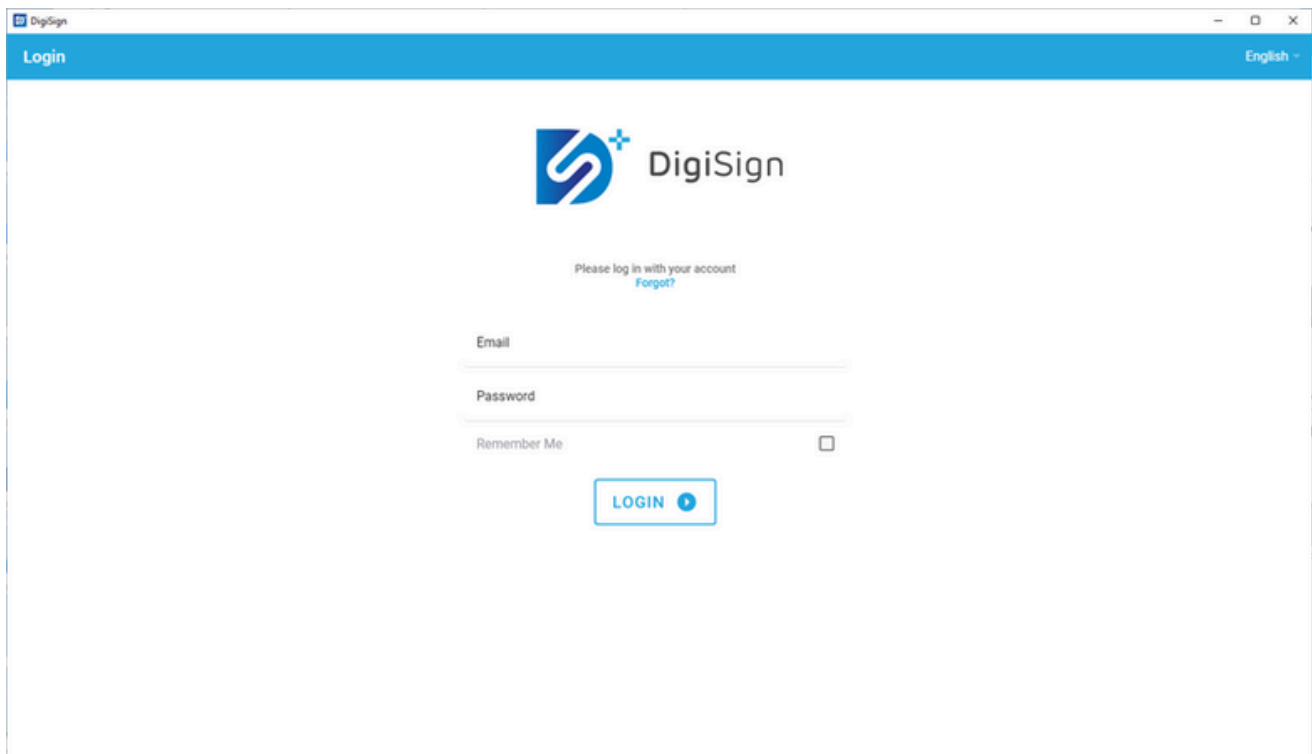 DigiSign
Login
English
DigiSign
Please log in with your account
Forgot?
Email
Password
Remember Me
LOGIN